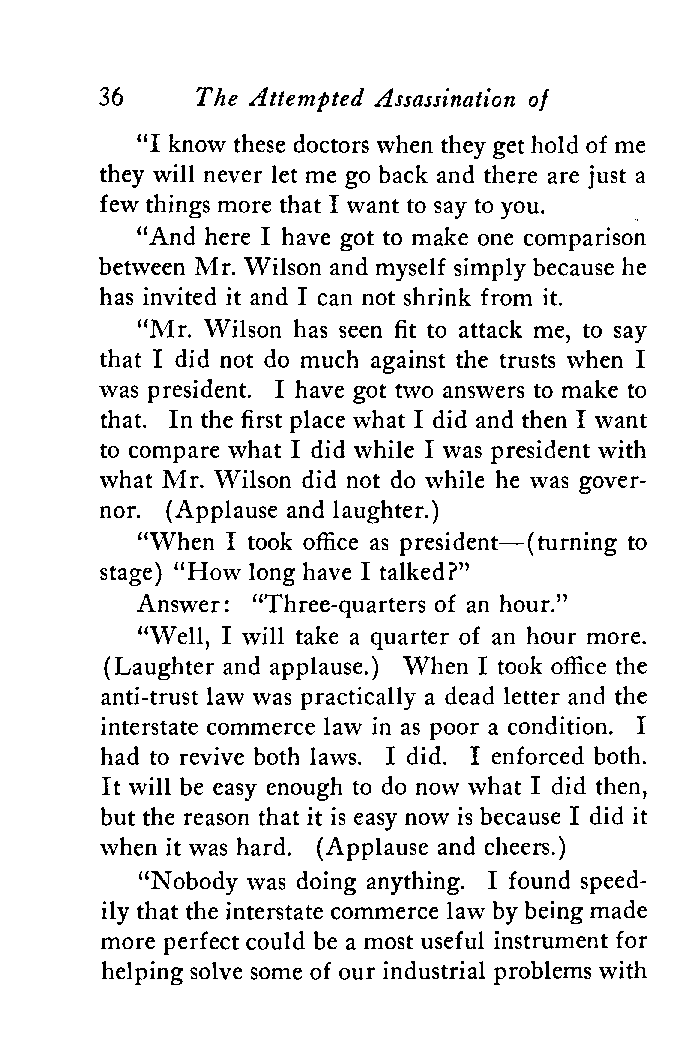 36 The Attempted Assassination of
“I know these doctors when they get hold of me
they will never let me go back and there are just a
few things more that I want to say to you.
“And here I have got to make one comparison
between Mr. Wilson and myself simply because he
has invited it and I can not shrink from it.
“Mr. Wilson has seen fit to attack me, to say
that I did not do much against the trusts when I
was president. I have got two answers to make to
that. In the first place what I did and then I want
to compare what I did while I was president with
what Mr. Wilson did not do while he was gover-
nor. (Applause and laughter.)
“When I took office as president—(turning to
stage) “How long have I talked?”
Answer: “Three-quarters of an hour.”
“Well, I will take a quarter of an hour more.
(Laughter and applause.) When I took office the
anti-trust law was practically a dead letter and the
interstate commerce law in as poor a condition. I
had to revive both laws. I did. I enforced both.
It will be easy enough to do now what I did then,
but the reason that it is easy now is because I did it
when it was hard. (Applause and cheers.)
“Nobody was doing anything. I found speed-
ily that the interstate commerce law by being made
more perfect could be a most useful instrument for
helping solve some of our industrial problems with